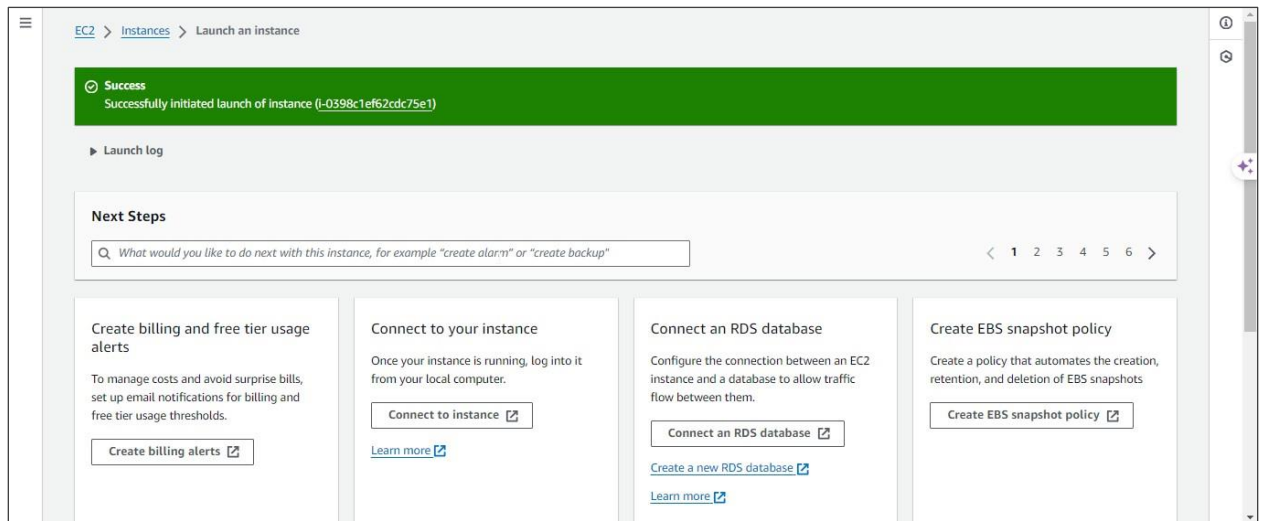 EC2 > Instances > Launch an instance
Success
Successfully initiated launch of instance (i-0398c1ef62cdc75e1)
Launch log
Next Steps
What would you like to do next with this instance, for example "create alarm" or "create backup"
1 2 3 4 5 6
Create billing and free tier usage
alerts
To manage costs and avoid surprise bills,
set up email notifications for billing and
free tier usage thresholds.
Create billing alerts
Connect to your instance
Once your instance is running, log into it
from your local computer.
Connect to instance
Learn more
Connect an RDS database
Configure the connection between an EC2
instance and a database to allow traffic
flow between them.
Connect an RDS database
Create a new RDS database
Learn more
Create EBS snapshot policy
Create a policy that automates the creation,
retention, and deletion of EBS snapshots
Create EBS snapshot policy